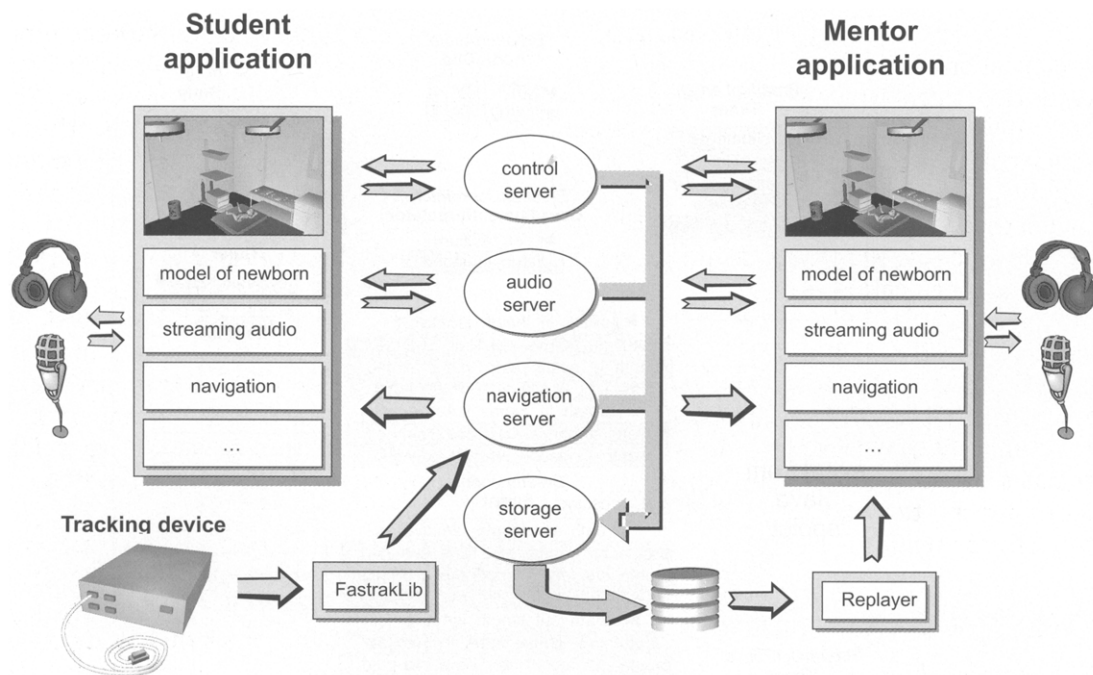 Student
application
Mentor
application
control
server
model of newborn
audio
server
model of newborn
streaming audio
streaming audio
navigation
navigation
server
navigation
...
...
storage
server
Tracking device
FastrakLib
Replayer